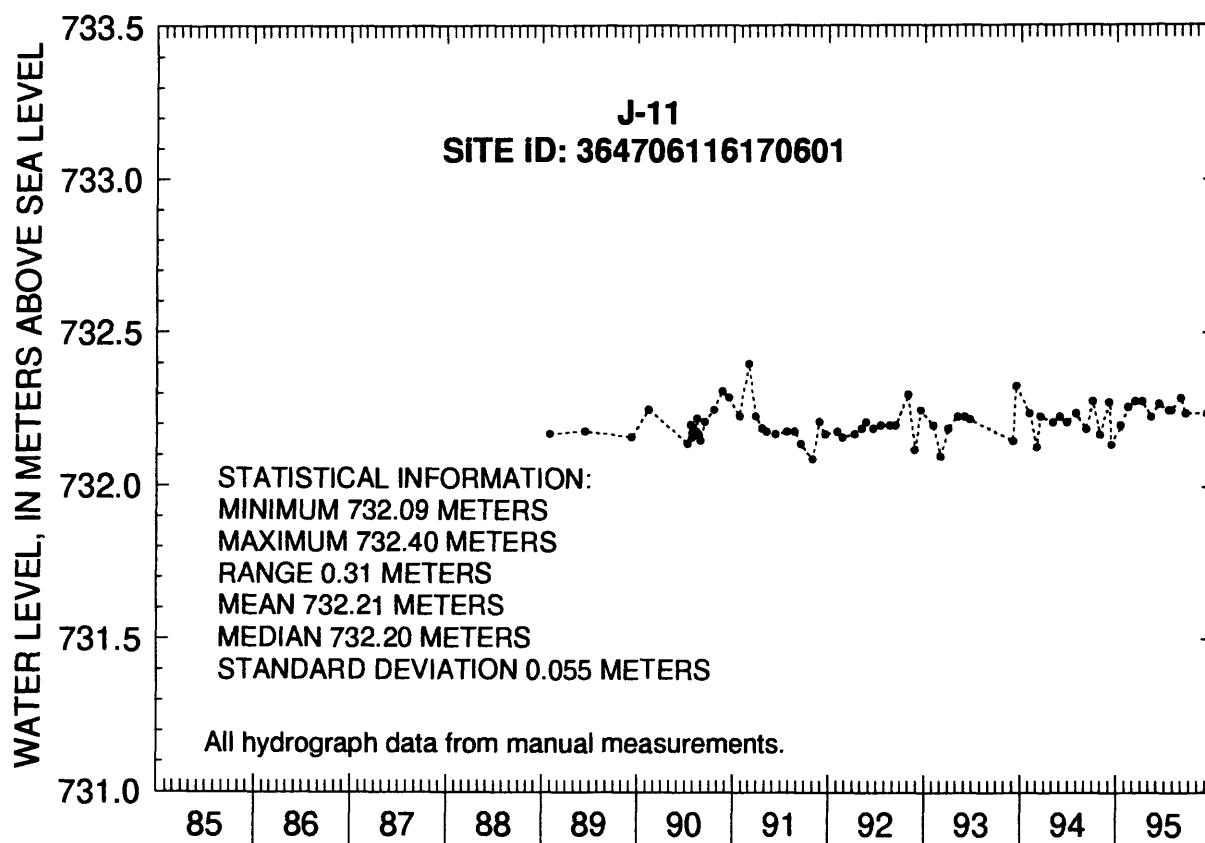 WATER LEVEL, IN METERS ABOVE SEA LEVEL
733.5
733.0
732.5
732.0
731.5
731.0
J-11
SiTE iD: 364706116170601
STATISTICAL INFORMATION:
MINIMUM 732.09 METERS
MAXIMUM 732.40 METERS
RANGE 0.31 METERS
MEAN 732.21 METERS
MEDIAN 732.20 METERS
STANDARD DEVIATION 0.055 METERS
All hydrograph data from manual measurements.
85 86 87 88 89 90 91 92 93 94 95